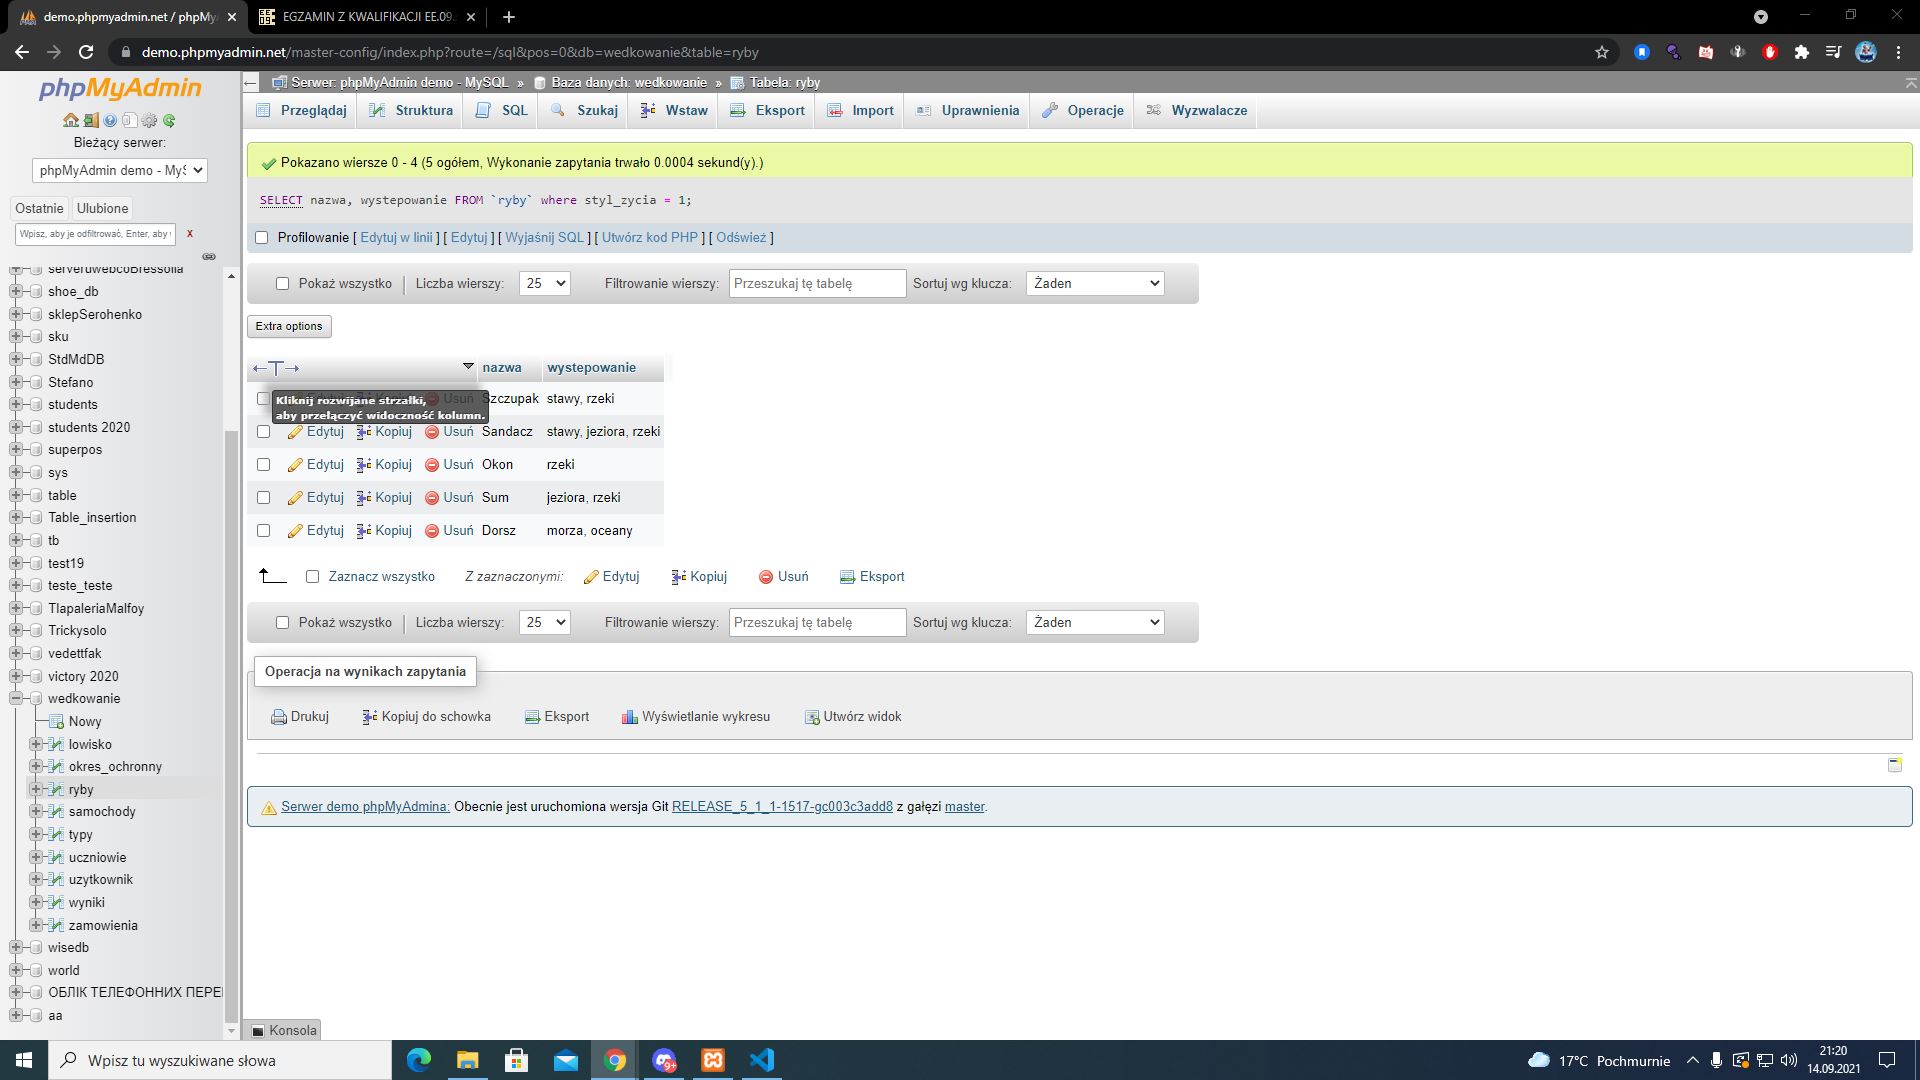 demo.phpmyadmin.net / phpMyA
EGZAMIN Z KWALIFIKACJI EE.09
demo.phpmyadmin.net/master-config/index.php?route=/sql&pos=0&db=wedkowanie&table=ryby
phpMyAdmin
Bieżący serwer:
phpMyAdmin demo - MyS
Ostatnie Ulubione
Wpisz, aby je odfiltrować, Enter, aby X
serveruwebcoBressolla
shoe_db
sklepSerohenko
sku
StdMdDB
Stefano
students
students 2020
superpos
sys
table
Table_insertion
tb
test19
teste_teste
TlapaleriaMalfoy
Trickysolo
vedettfak
victory 2020
wedkowanie
Nowy
lowisko
okres_ochronny
ryby
samochody
typy
uczniowie
uzytkownik
wyniki
zamowienia
wisedb
world
ОБЛІК ТЕЛЕФОННИХ ПЕРЕ
aa
Serwer: phpMyAdmin demo - MySQL » Baza danych: wedkowanie » Tabela: ryby
Przeglądaj Struktura SQL Szukaj Wstaw Eksport Import Uprawnienia Operacje Wyzwalacze
Pokazano wiersze 0 - 4 (5 ogółem, Wykonanie zapytania trwało 0.0004 sekund(y).)
SELECT nazwa, wystepowanie FROM `ryby` where styl_zycia = 1;
Profilowanie [ Edytuj w linii ] [ Edytuj ] [ Wyjaśnij SQL ] [ Utwórz kod PHP ] [ Odśwież ]
Pokaż wszystko | Liczba wierszy: 25 Filtrowanie wierszy: Przeszukaj tę tabelę Sortuj wg klucza: Żaden
Extra options
←T→ nazwa wystepowanie
Szczupak stawy, rzeki
Kliknij rozwijane strzałki,
aby przełączyć widoczność kolumn.
Edytuj Kopiuj Usuń Sandacz stawy, jeziora, rzeki
Edytuj Kopiuj Usuń Okon rzeki
Edytuj Kopiuj Usuń Sum jeziora, rzeki
Edytuj Kopiuj Usuń Dorsz morza, oceany
Zaznacz wszystko Z zaznaczonymi: Edytuj Kopiuj Usuń Eksport
Pokaż wszystko | Liczba wierszy: 25 Filtrowanie wierszy: Przeszukaj tę tabelę Sortuj wg klucza: Żaden
Operacja na wynikach zapytania
Drukuj Kopiuj do schowka Eksport Wyświetlanie wykresu Utwórz widok
Serwer demo phpMyAdmina: Obecnie jest uruchomiona wersja Git RELEASE_5_1_1-1517-gc003c3add8 z gałęzi master.
Konsola
Wpisz tu wyszukiwane słowa
9+
17°C Pochmurnie
21:20
14.09.2021